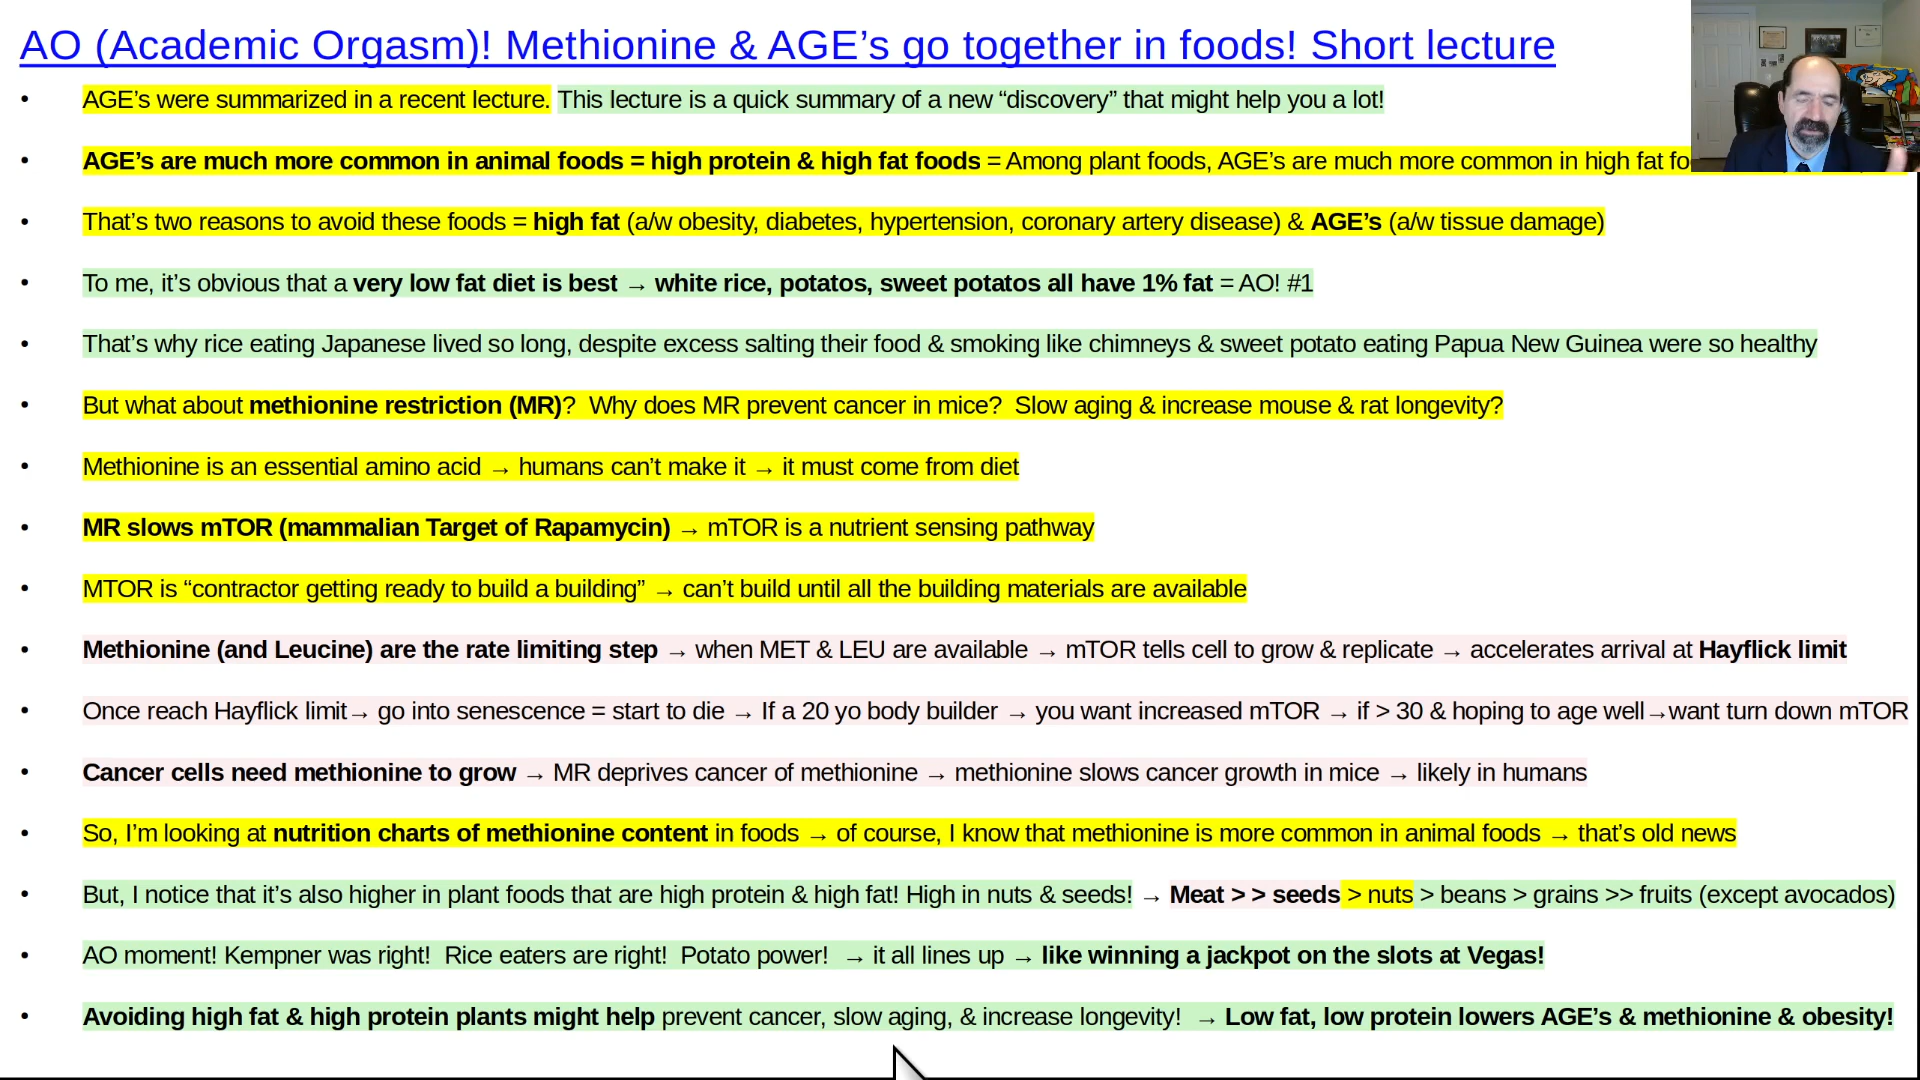 AO (Academic Orgasm)! Methionine & AGE’s go together in foods! Short lecture
• AGE’s were summarized in a recent lecture. This lecture is a quick summary of a new “discovery” that might help you a lot!
• AGE’s are much more common in animal foods = high protein & high fat foods = Among plant foods, AGE’s are much more common in high fat
• That’s two reasons to avoid these foods = high fat (a/w obesity, diabetes, hypertension, coronary artery disease) & AGE’s (a/w tissue damage)
• To me, it’s obvious that a very low fat diet is best → white rice, potatos, sweet potatos all have 1% fat = AO! #1
• That’s why rice eating Japanese lived so long, despite excess salting their food & smoking like chimneys & sweet potato eating Papua New Guinea were so healthy
• But what about methionine restriction (MR)? Why does MR prevent cancer in mice? Slow aging & increase mouse & rat longevity?
• Methionine is an essential amino acid → humans can’t make it → it must come from diet
• MR slows mTOR (mammalian Target of Rapamycin) → mTOR is a nutrient sensing pathway
• MTOR is “contractor getting ready to build a building” → can’t build until all the building materials are available
• Methionine (and Leucine) are the rate limiting step → when MET & LEU are available → mTOR tells cell to grow & replicate → accelerates arrival at Hayflick limit
• Once reach Hayflick limit→ go into senescence = start to die → If a 20 yo body builder → you want increased mTOR → if > 30 & hoping to age well→want turn down mTOR
• Cancer cells need methionine to grow → MR deprives cancer of methionine → methionine slows cancer growth in mice → likely in humans
• So, I’m looking at nutrition charts of methionine content in foods → of course, I know that methionine is more common in animal foods → that’s old news
• But, I notice that it’s also higher in plant foods that are high protein & high fat! High in nuts & seeds! → Meat > > seeds > nuts > beans > grains >> fruits (except avocados)
• AO moment! Kempner was right! Rice eaters are right! Potato power! → it all lines up → like winning a jackpot on the slots at Vegas!
• Avoiding high fat & high protein plants might help prevent cancer, slow aging, & increase longevity! → Low fat, low protein lowers AGE’s & methionine & obesity!